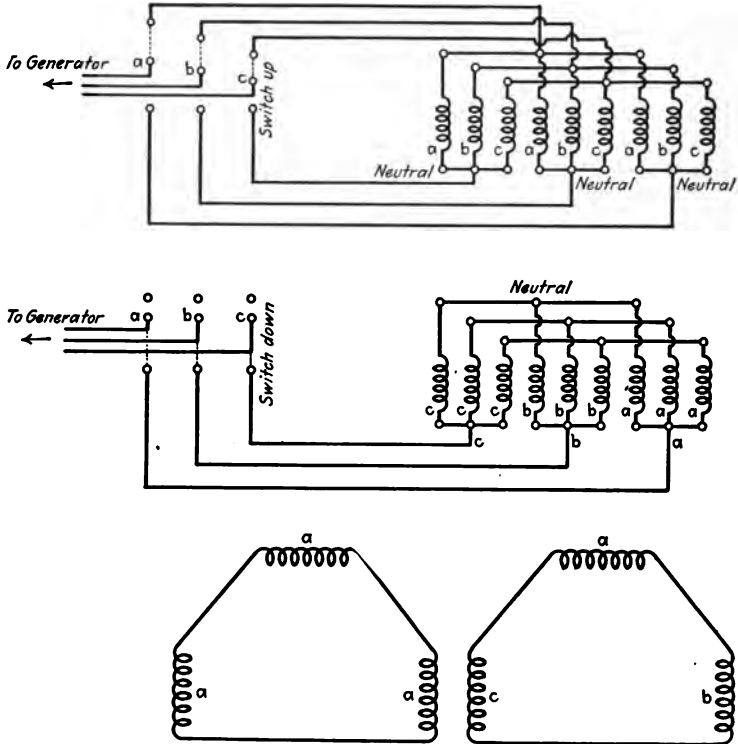 To Generator
a
b
c
Switch up
a b c a b c a b c
Neutral
Neutral
Neutral
To Generator
a b c
Switch down
Neutral
c c c b b b a a a
c b a
a
a
a
a
c
b